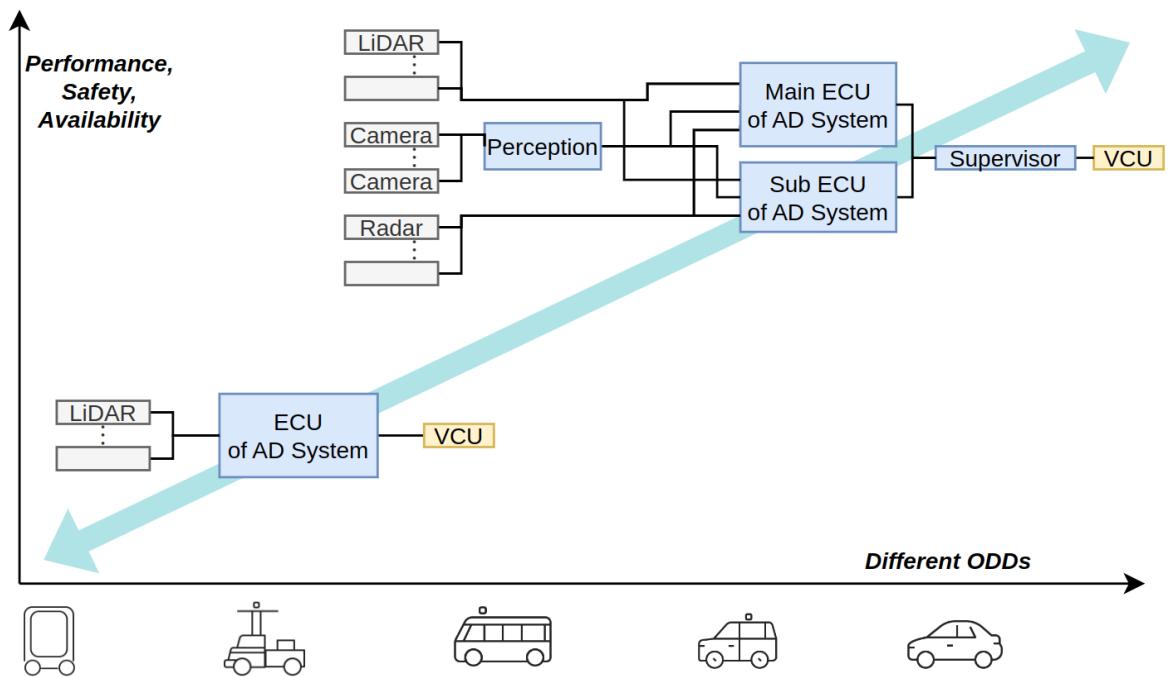 Performance,
Safety,
Availability
LiDAR
Camera
Camera
Radar
Perception
Main ECU
of AD System
Sub ECU
of AD System
Supervisor
VCU
LiDAR
ECU
of AD System
VCU
Different ODDs